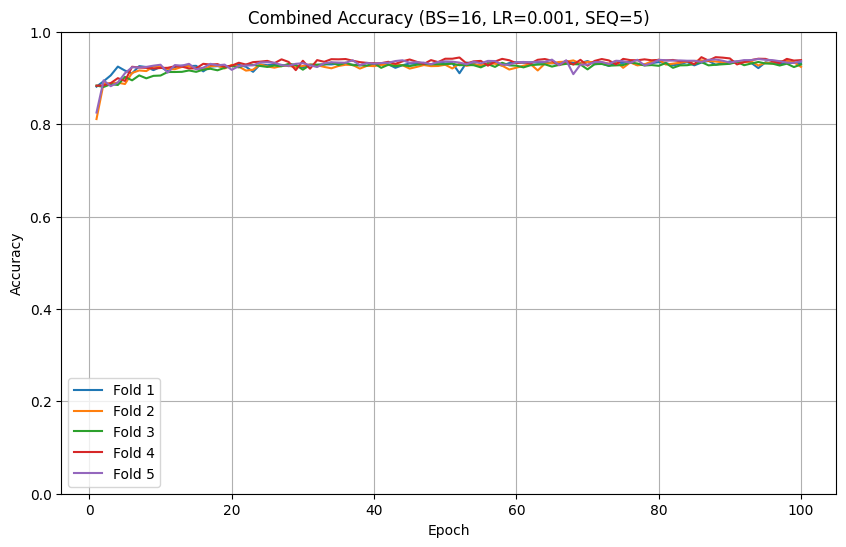 Combined Accuracy (BS=16, LR=0.001, SEQ=5)
1.0
0.8
0.6
0.4
0.2
0.0
Accuracy
Fold 1
Fold 2
Fold 3
Fold 4
Fold 5
0 20 40 60 80 100
Epoch